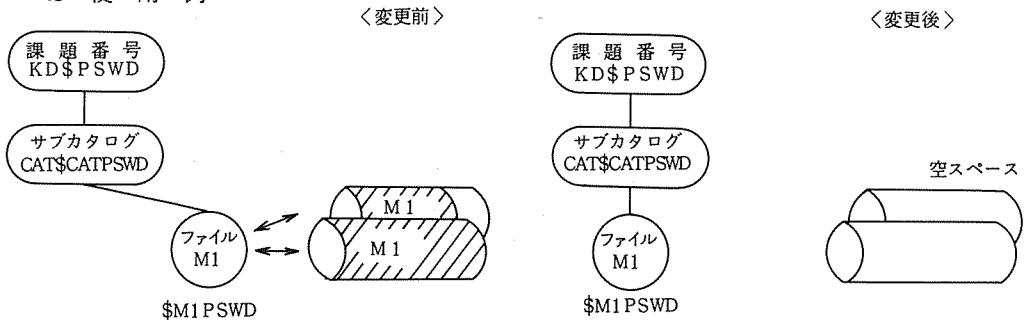 〈変更前〉
課題番号
KD$PSWD
サブカタログ
CAT$CATPSWD
ファイル
M1
$M1PSWD
M1
M1
〈変更後〉
課題番号
KD$PSWD
サブカタログ
CAT$CATPSWD
ファイル
M1
$M1PSWD
空スペース